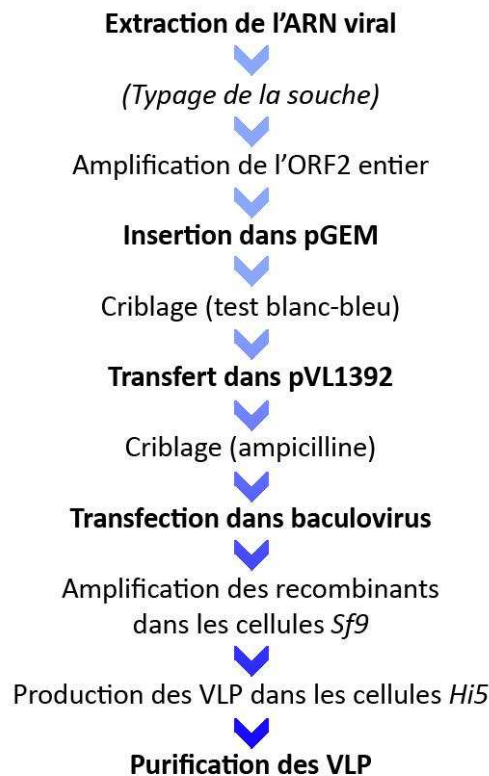 Extraction de l'ARN viral
(Typage de la souche)
Amplification de l'ORF2 entier
Insertion dans pGEM
Criblage (test blanc-bleu)
Transfert dans pVL1392
Criblage (ampicilline)
Transfection dans baculovirus
Amplification des recombinants
dans les cellules Sf9
Production des VLP dans les cellules Hi5
Purification des VLP